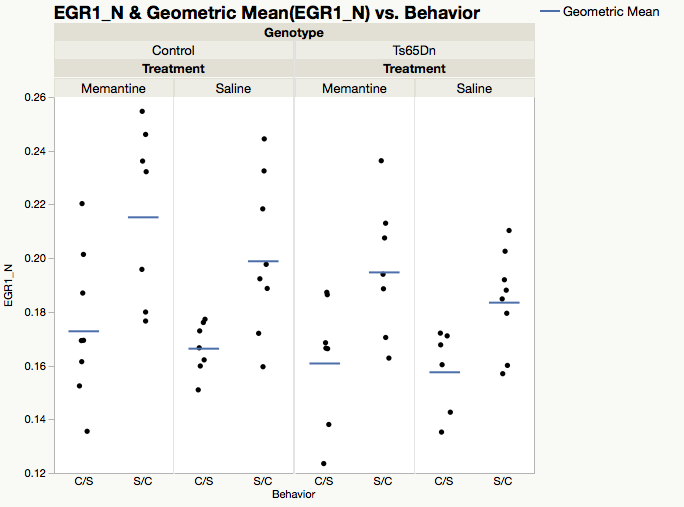 EGR1_N & Geometric Mean(EGR1_N) vs. Behavior
Geometric Mean
Genotype
Control Ts65Dn
Treatment Treatment
Memantine Saline Memantine Saline
0.26
0.24
0.22
0.20
0.18
0.16
0.14
0.12
EGR1_N
C/S S/C C/S S/C C/S S/C C/S S/C
Behavior